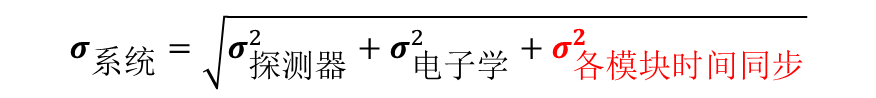 σ系统 = √(σ²探测器 + σ²电子学 + σ²各模块时间同步)